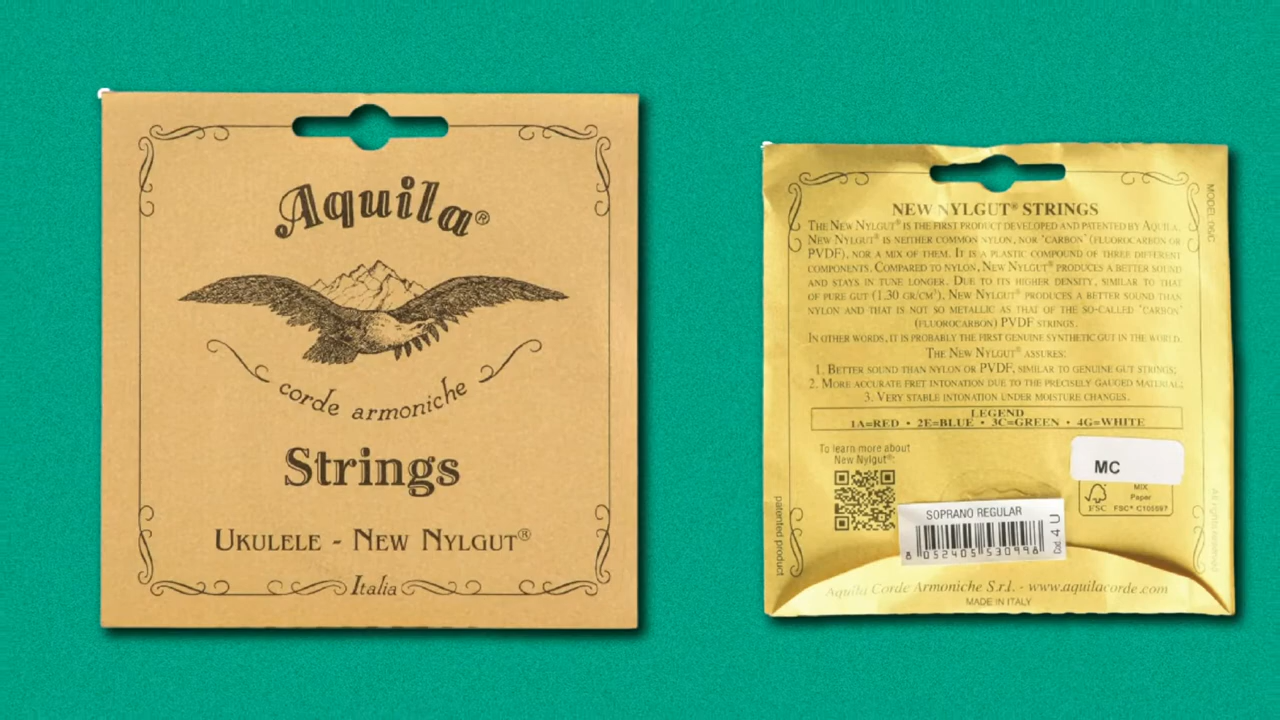 Aquila®
corde armoniche
Strings
UKULELE - NEW NYLGUT®
Italia
NEW NYLGUT® STRINGS
THE NEW NYLGUT® IS THE FIRST PRODUCT DEVELOPED AND PATENTED BY AQUILA.
NEW NYLGUT® IS NEITHER COMMON NYLON, NOR "CARBON" (FLUOROCARBON OR
PVDF), NOR A MIX OF THEM. IT IS A PLASTIC COMPOUND OF THREE DIFFERENT
COMPONENTS. COMPARED TO NYLON, NEW NYLGUT® PRODUCES A BETTER SOUND
AND STAYS IN TUNE LONGER. DUE TO ITS HIGHER DENSITY, SIMILAR TO THAT
OF PURE GUT (1,30 GR/CM³), NEW NYLGUT® PRODUCES A BETTER SOUND THAN
NYLON AND THAT IS NOT SO METALLIC AS THAT OF THE SO-CALLED "CARBON"
(FLUOROCARBON) PVDF STRINGS.
IN OTHER WORDS, IT IS PROBABLY THE FIRST GENUINE SYNTHETIC GUT IN THE WORLD.
THE NEW NYLGUT® ASSURES:
1. BETTER SOUND THAN NYLON OR PVDF, SIMILAR TO GENUINE GUT STRINGS;
2. MORE ACCURATE FRET INTONATION DUE TO THE PRECISELY GAUGED MATERIAL;
3. VERY STABLE INTONATION UNDER MOISTURE CHANGES.
LEGEND
1A=RED • 2E=BLUE • 3C=GREEN • 4G=WHITE
To learn more about
New Nylgut®:
MC
MIX
Paper
FSC FSC® C105597
SOPRANO REGULAR
8 052405 530998
Cod. 4 U
patented product
All rights reserved
Aquila Corde Armoniche S.r.l. - www.aquilacorde.com
MADE IN ITALY